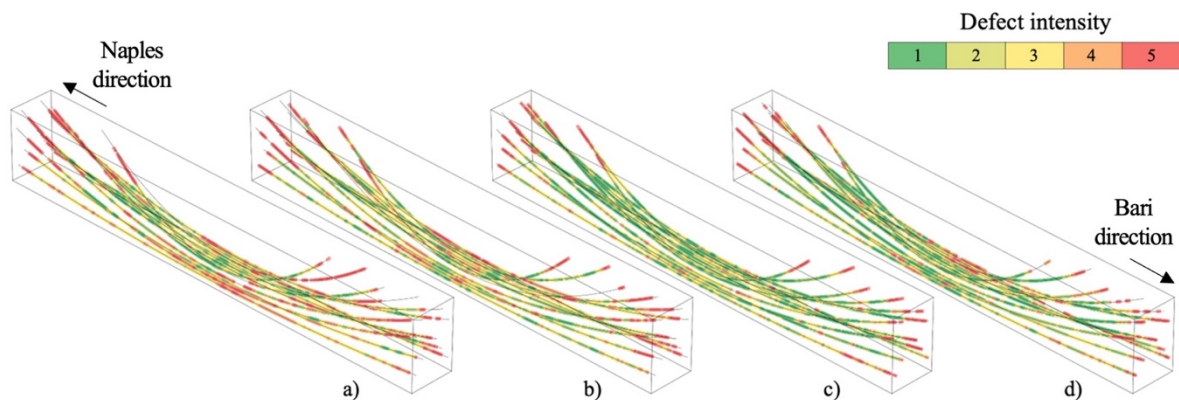 Defect intensity
1 2 3 4 5
Naples
direction
Bari
direction
a) b) c) d)